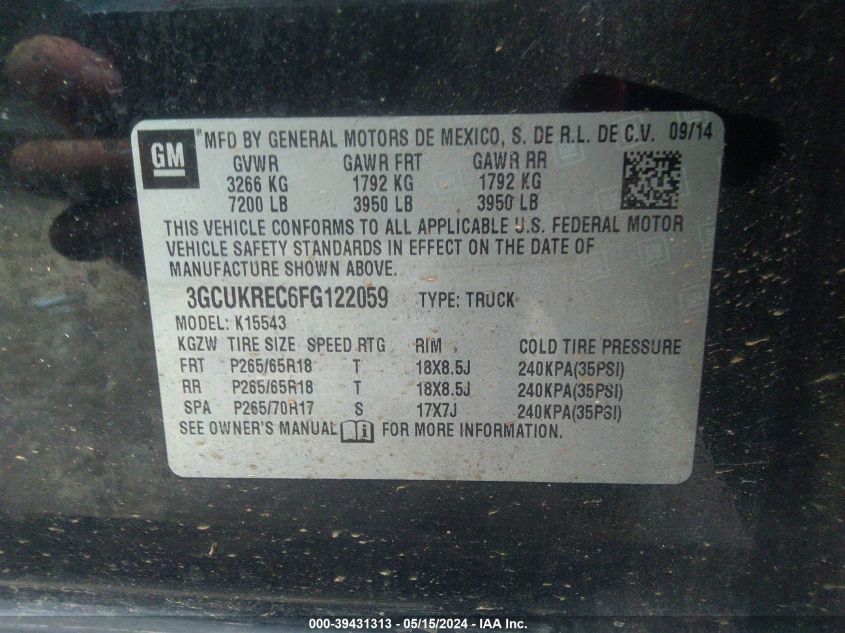 GM ® MFD BY GENERAL MOTORS DE MEXICO, S. DE R.L. DE C.V. 09/14
GVWR GAWR FRT GAWR RR
3266 KG 1792 KG 1792 KG
7200 LB 3950 LB 3950 LB
THIS VEHICLE CONFORMS TO ALL APPLICABLE U.S. FEDERAL MOTOR
VEHICLE SAFETY STANDARDS IN EFFECT ON THE DATE OF
MANUFACTURE SHOWN ABOVE.
3GCUKREC6FG122059 TYPE: TRUCK
MODEL: K15543
KGZW TIRE SIZE SPEED RTG RIM COLD TIRE PRESSURE
FRT P265/65R18 T 18X8.5J 240KPA(35PSI)
RR P265/65R18 T 18X8.5J 240KPA(35PSI)
SPA P265/70R17 S 17X7J 240KPA(35PSI)
SEE OWNER'S MANUAL i FOR MORE INFORMATION.
000-39431313 - 05/15/2024 - IAA Inc.